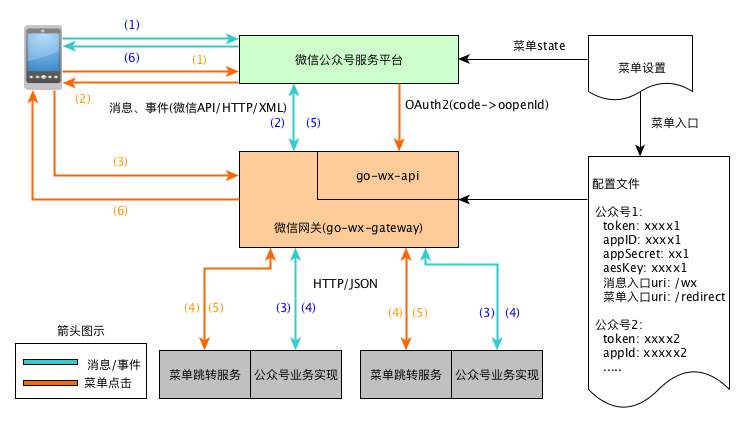 (1)
(6)
(1)
(2)
微信公众号服务平台
菜单state
菜单设置
消息、事件(微信API/HTTP/XML)
(2)
(5)
OAuth2(code->oopenId)
菜单入口
(3)
(6)
go-wx-api
微信网关(go-wx-gateway)
配置文件
公众号1:
token: xxxx1
appID: xxxx1
appSecret: xx1
aesKey: xxxx1
消息入口uri: /wx
菜单入口uri: /redirect
公众号2:
token: xxxx2
appId: xxxxx2
.....
HTTP/JSON
(4)
(5)
(3)
(4)
(4)
(5)
(3)
(4)
箭头图示
消息/事件
菜单点击
菜单跳转服务
公众号业务实现
菜单跳转服务
公众号业务实现